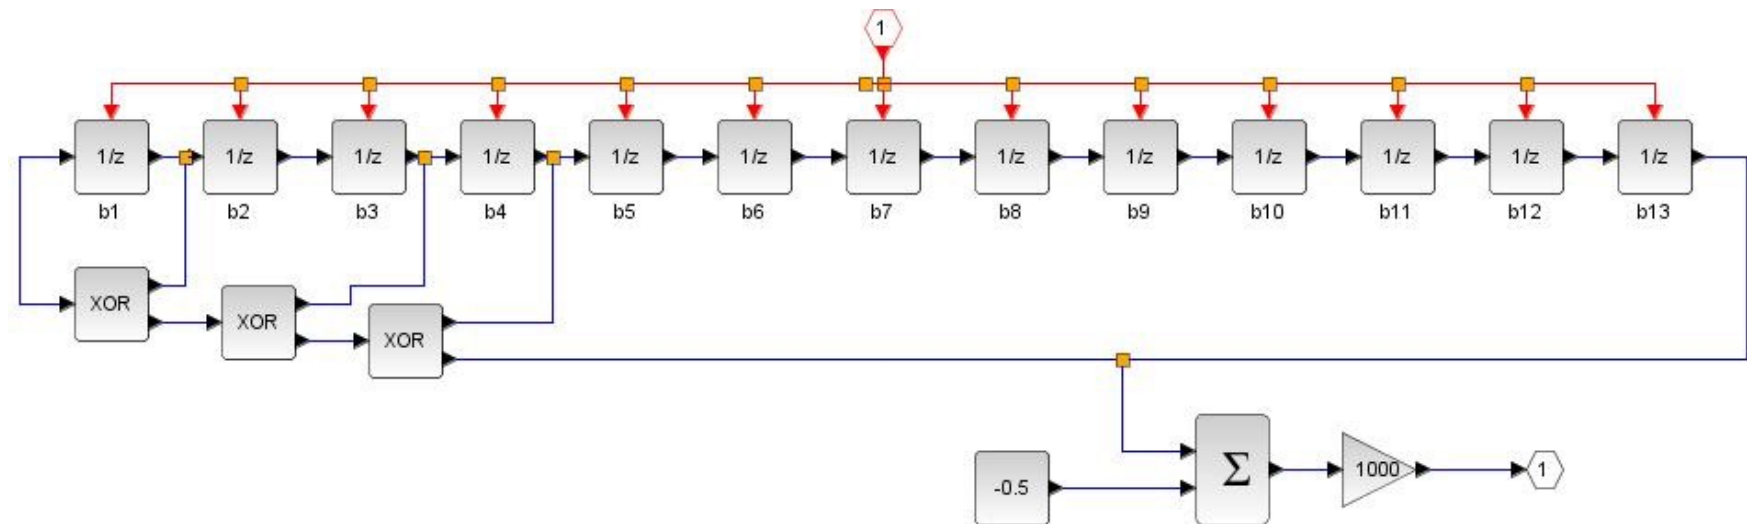 1
1/z 1/z 1/z 1/z 1/z 1/z 1/z 1/z 1/z 1/z 1/z 1/z 1/z
b1 b2 b3 b4 b5 b6 b7 b8 b9 b10 b11 b12 b13
XOR XOR XOR
-0.5 Σ 1000 1